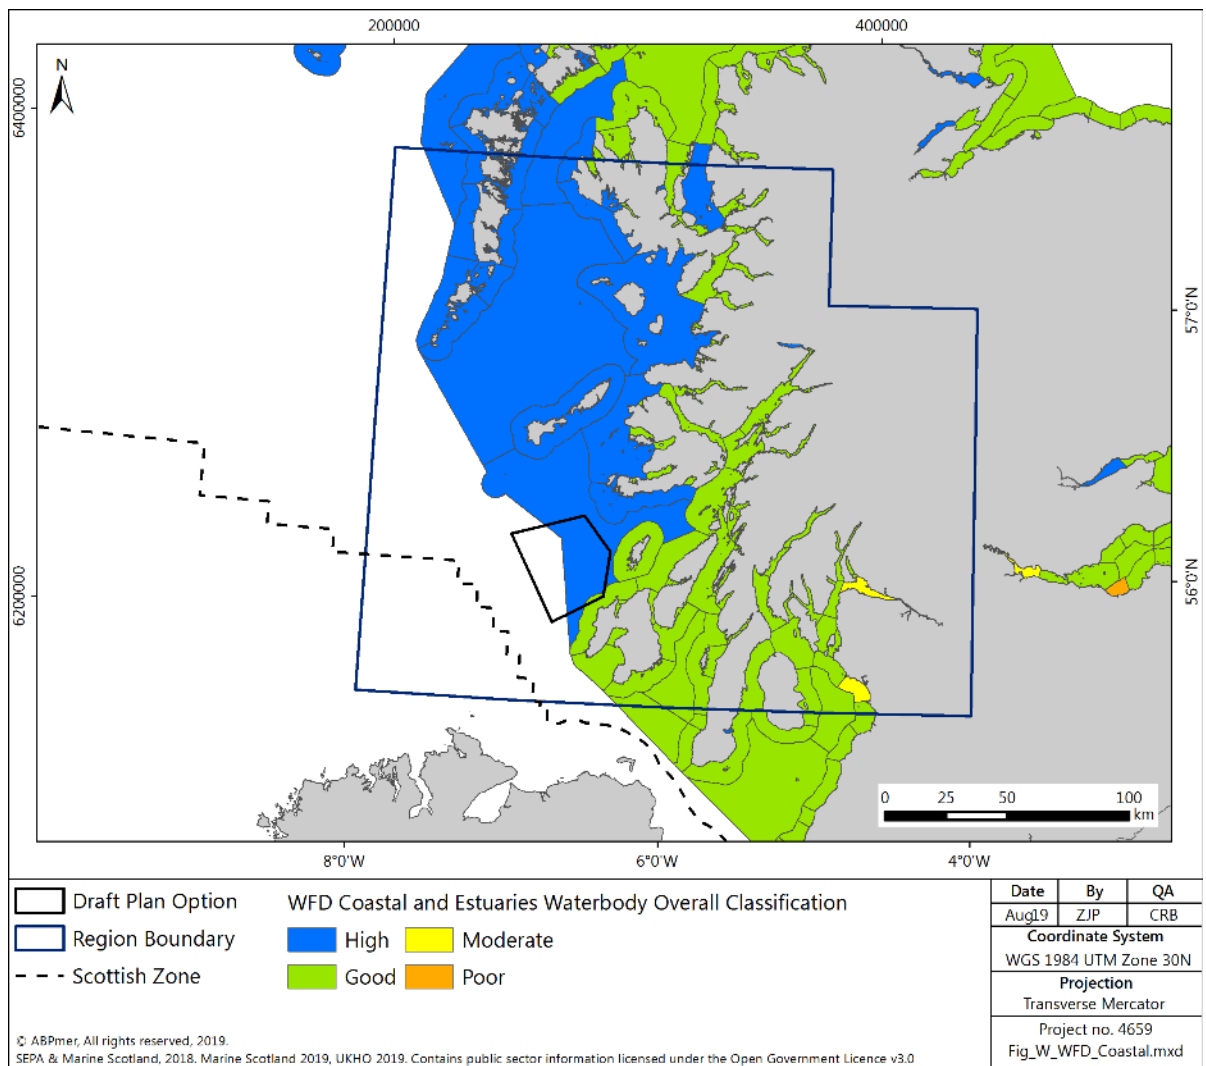 200000
400000
N
6400000
6200000
57°0'N
56°0'N
0 25 50 100
km
8°0'W
6°0'W
4°0'W
Draft Plan Option
Region Boundary
Scottish Zone
WFD Coastal and Estuaries Waterbody Overall Classification
High
Moderate
Good
Poor
Date By QA
Aug19 ZJP CRB
Coordinate System
WGS 1984 UTM Zone 30N
Projection
Transverse Mercator
Project no. 4659
Fig_W_WFD_Coastal.mxd
© ABPmer, All rights reserved, 2019.
SEPA & Marine Scotland, 2018. Marine Scotland 2019, UKHO 2019. Contains public sector information licensed under the Open Government Licence v3.0